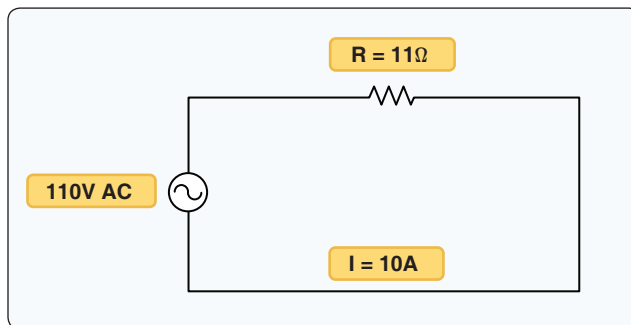 R = 11Ω
110V AC
I = 10A